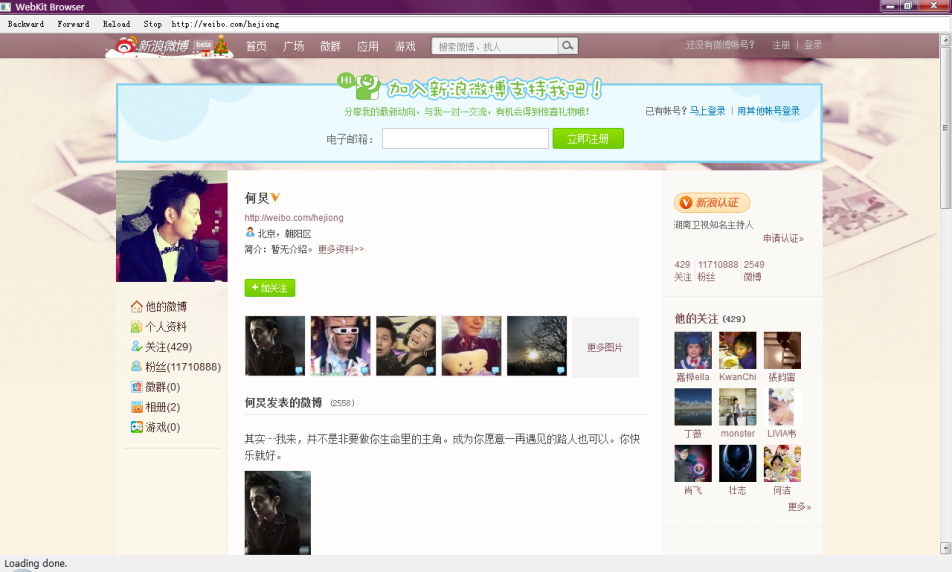 WebKit Browser
Backward Forward Reload Stop http://weibo.com/hejiong
新浪微博 beta 首页 广场 微群 应用 游戏 搜索微博、找人 还没有微博帐号？ 注册 | 登录
Hi 加入新浪微博支持我吧！
分享我的最新动向，与我一对一交流，有机会得到惊喜礼物哦！
已有帐号？马上登录 | 用其他帐号登录
电子邮箱： 立即注册
何炅
http://weibo.com/hejiong
北京，朝阳区
简介：暂无介绍。 更多资料>>
+ 加关注
更多图片
他的微博
个人资料
关注(429)
粉丝(11710888)
微群(0)
相册(2)
游戏(0)
何炅发表的微博 (2558)
其实--我来，并不是非要做你生命里的主角。成为你愿意一再遇见的路人也可以。你快
乐就好。
新浪认证
湖南卫视知名主持人
申请认证»
429 11710888 2549
关注 粉丝 微博
他的关注 (429)
嘉桦ella KwanChi
丁薇 monster LIVIA韦
肖飞 壮志 何洁
更多»
Loading done.